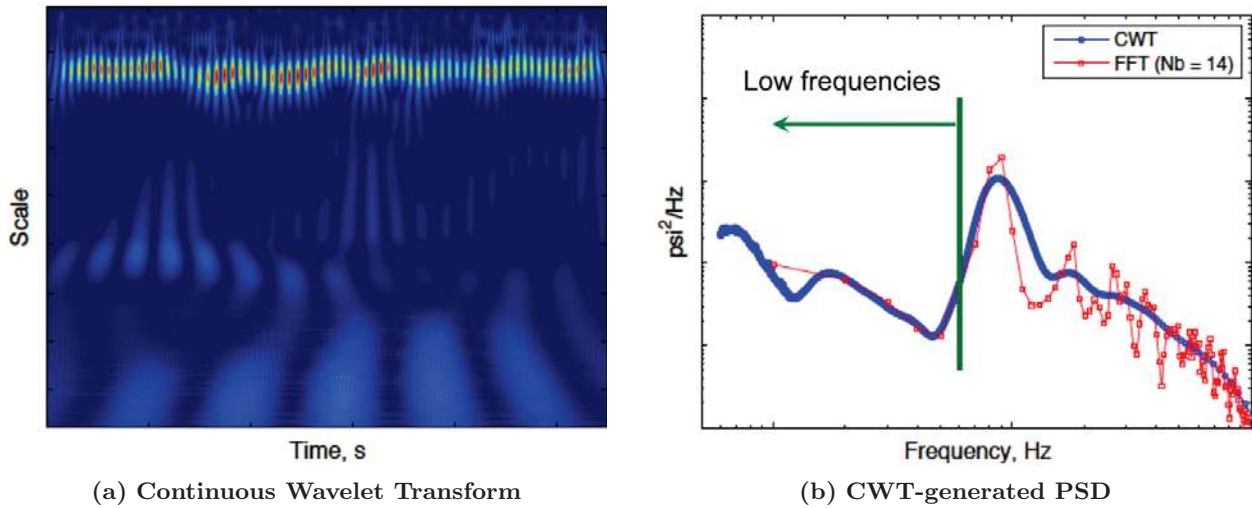 Scale
Time, s
(a) Continuous Wavelet Transform
CWT
FFT (Nb = 14)
Low frequencies
psi²/Hz
Frequency, Hz
(b) CWT-generated PSD